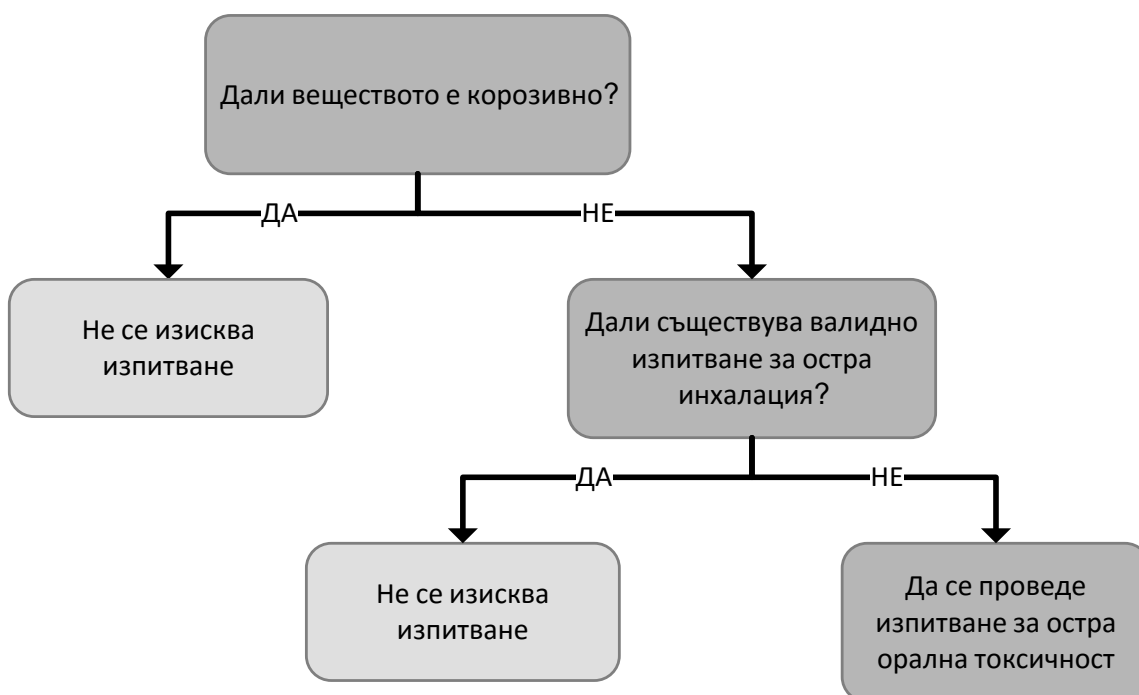 Дали веществото е корозивно?
ДА
НЕ
Не се изисква
изпитване
Дали съществува валидно
изпитване за остра
инхалация?
ДА
НЕ
Не се изисква
изпитване
Да се проведе
изпитване за остра
орална токсичност